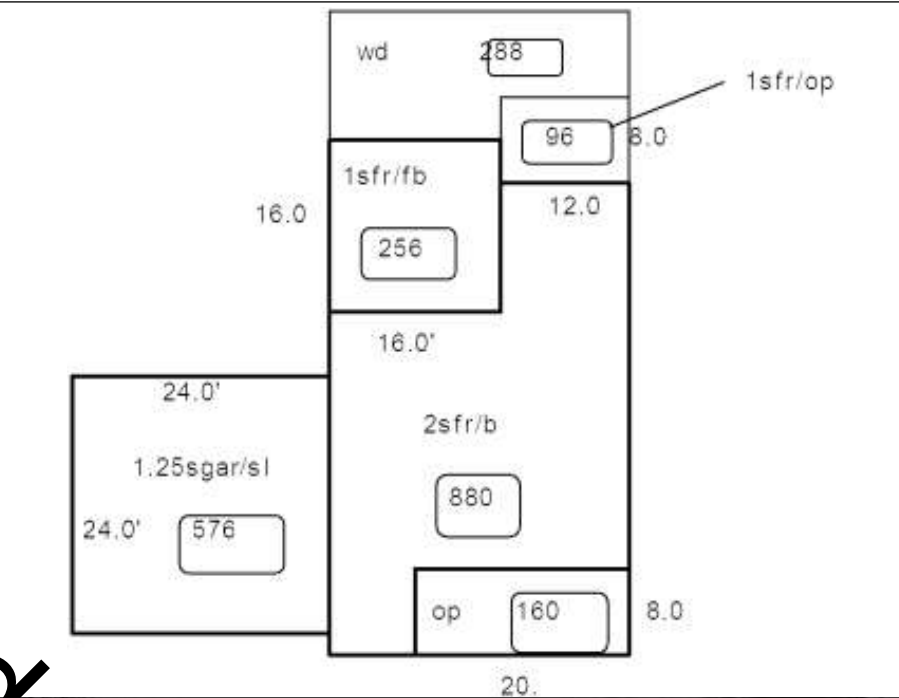 wd 288
1sfr/op
96 8.0
1sfr/fb
12.0
16.0
256
16.0'
24.0'
2sfr/b
1.25sgar/sl
880
24.0' 576
op 160 8.0
20.